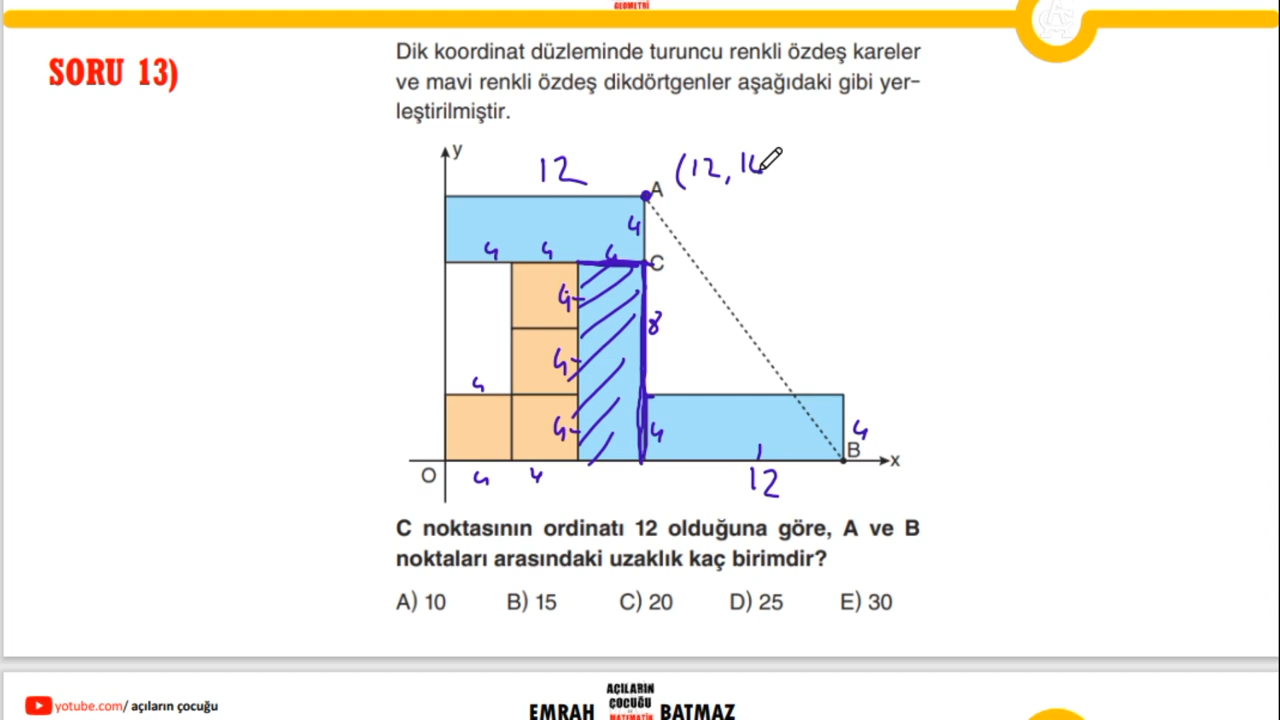 GEOMETRİ
SORU 13)
Dik koordinat düzleminde turuncu renkli özdeş kareler
ve mavi renkli özdeş dikdörtgenler aşağıdaki gibi yer-
leştirilmiştir.
y
12
(12, 16
A
4
4 4 4
C
4
8
4
4
4
4
4
B
O
x
4 4
12
C noktasının ordinatı 12 olduğuna göre, A ve B
noktaları arasındaki uzaklık kaç birimdir?
A) 10 B) 15 C) 20 D) 25 E) 30
yotube.com/ açıların çocuğu
AÇILARIN
ÇOCUĞU
EMRAH MATEMATİK BATMAZ